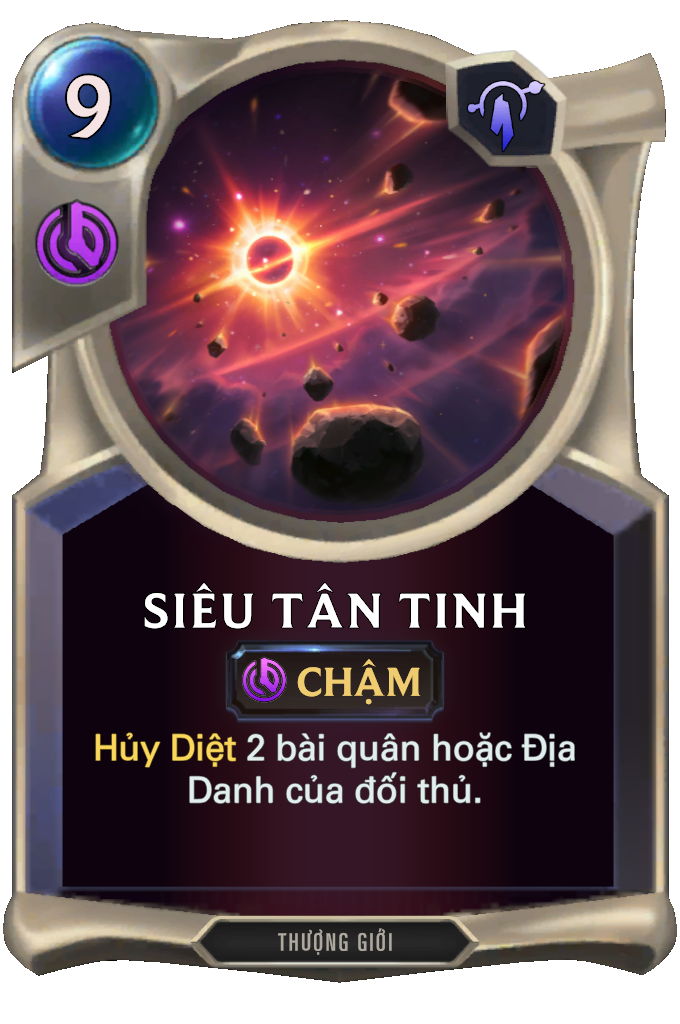 9
SIÊU TÂN TINH
CHẬM
Hủy Diệt 2 bài quân hoặc Địa
Danh của đối thủ.
THƯỢNG GIỚI